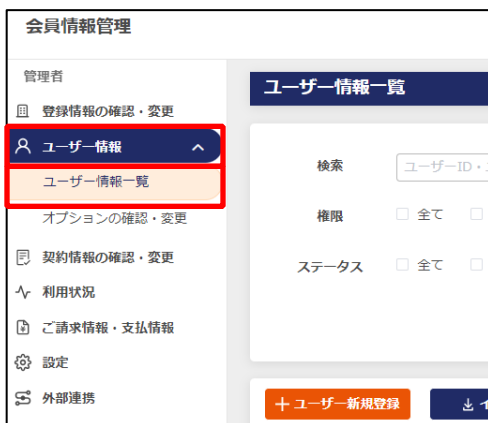 会員情報管理
管理者
登録情報の確認・変更
ユーザー情報
ユーザー情報一覧
オプションの確認・変更
契約情報の確認・変更
利用状況
ご請求情報・支払情報
設定
外部連携
ユーザー情報一覧
検索
ユーザーID・
権限
全て
ステータス
全て
ユーザー新規登録